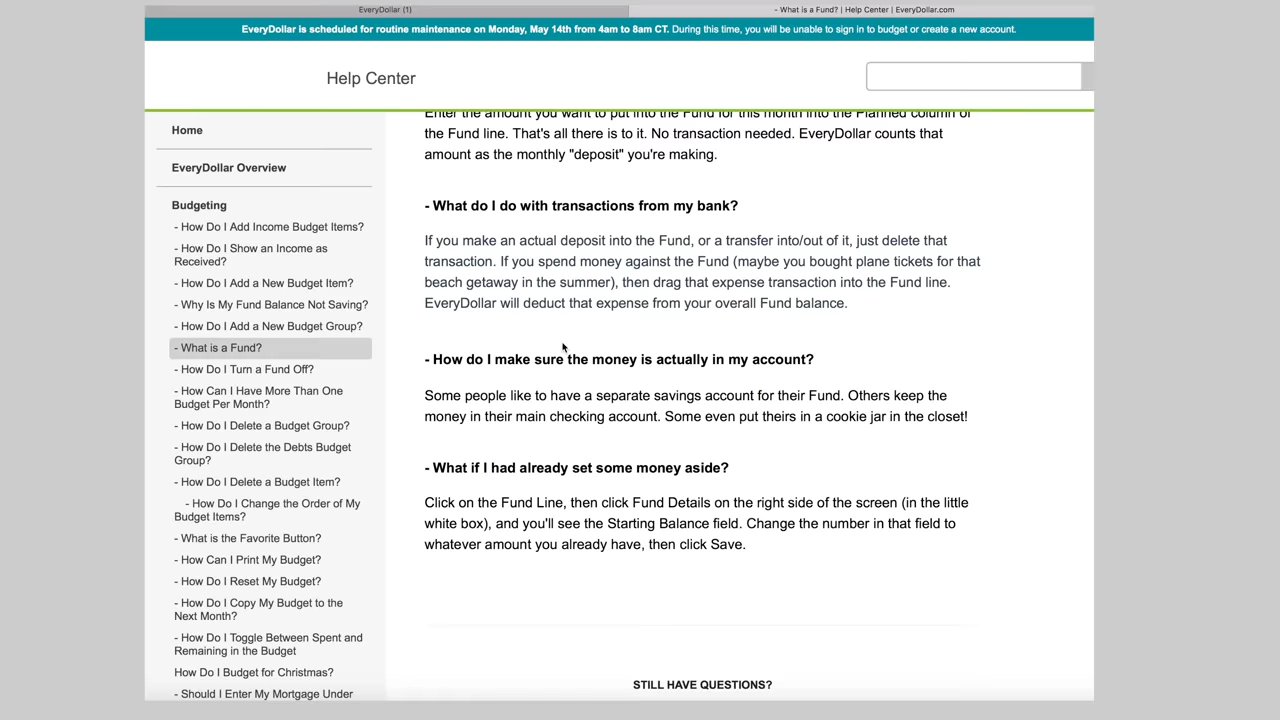 EveryDollar (1)
- What is a Fund? | Help Center | EveryDollar.com
EveryDollar is scheduled for routine maintenance on Monday, May 14th from 4am to 8am CT. During this time, you will be unable to sign in to budget or create a new account.
Help Center
Home
EveryDollar Overview
Budgeting
- How Do I Add Income Budget Items?
- How Do I Show an Income as
Received?
- How Do I Add a New Budget Item?
- Why Is My Fund Balance Not Saving?
- How Do I Add a New Budget Group?
- What is a Fund?
- How Do I Turn a Fund Off?
- How Can I Have More Than One
Budget Per Month?
- How Do I Delete a Budget Group?
- How Do I Delete the Debts Budget
Group?
- How Do I Delete a Budget Item?
- How Do I Change the Order of My
Budget Items?
- What is the Favorite Button?
- How Can I Print My Budget?
- How Do I Reset My Budget?
- How Do I Copy My Budget to the
Next Month?
- How Do I Toggle Between Spent and
Remaining in the Budget
How Do I Budget for Christmas?
- Should I Enter My Mortgage Under
Enter the amount you want to put into the Fund for this month into the Planned column of
the Fund line. That's all there is to it. No transaction needed. EveryDollar counts that
amount as the monthly "deposit" you're making.
- What do I do with transactions from my bank?
If you make an actual deposit into the Fund, or a transfer into/out of it, just delete that
transaction. If you spend money against the Fund (maybe you bought plane tickets for that
beach getaway in the summer), then drag that expense transaction into the Fund line.
EveryDollar will deduct that expense from your overall Fund balance.
- How do I make sure the money is actually in my account?
Some people like to have a separate savings account for their Fund. Others keep the
money in their main checking account. Some even put theirs in a cookie jar in the closet!
- What if I had already set some money aside?
Click on the Fund Line, then click Fund Details on the right side of the screen (in the little
white box), and you'll see the Starting Balance field. Change the number in that field to
whatever amount you already have, then click Save.
STILL HAVE QUESTIONS?